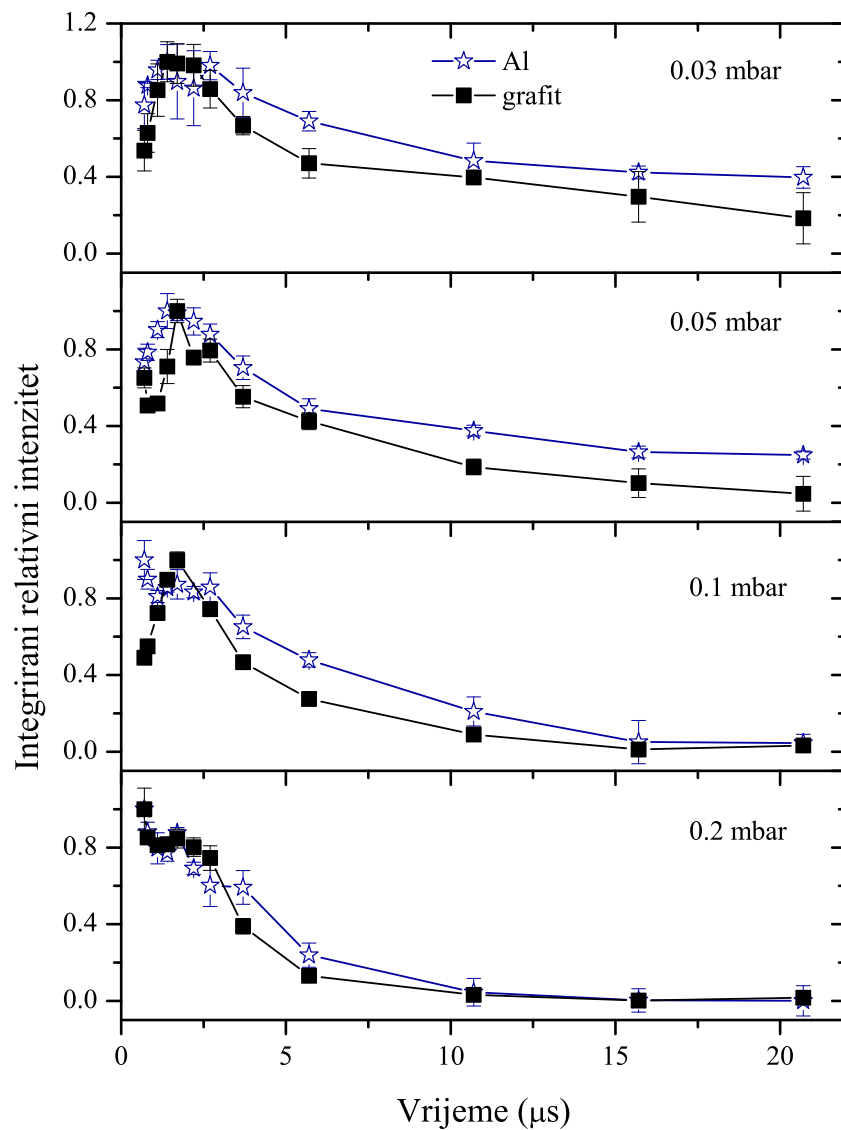 1.2
0.8
0.4
0.0
Al
grafit
0.03 mbar
0.8
0.4
0.0
0.05 mbar
0.8
0.4
0.0
0.1 mbar
0.8
0.4
0.0
0.2 mbar
0
5
10
15
20
Vrijeme (μs)
Integrirani relativni intenzitet